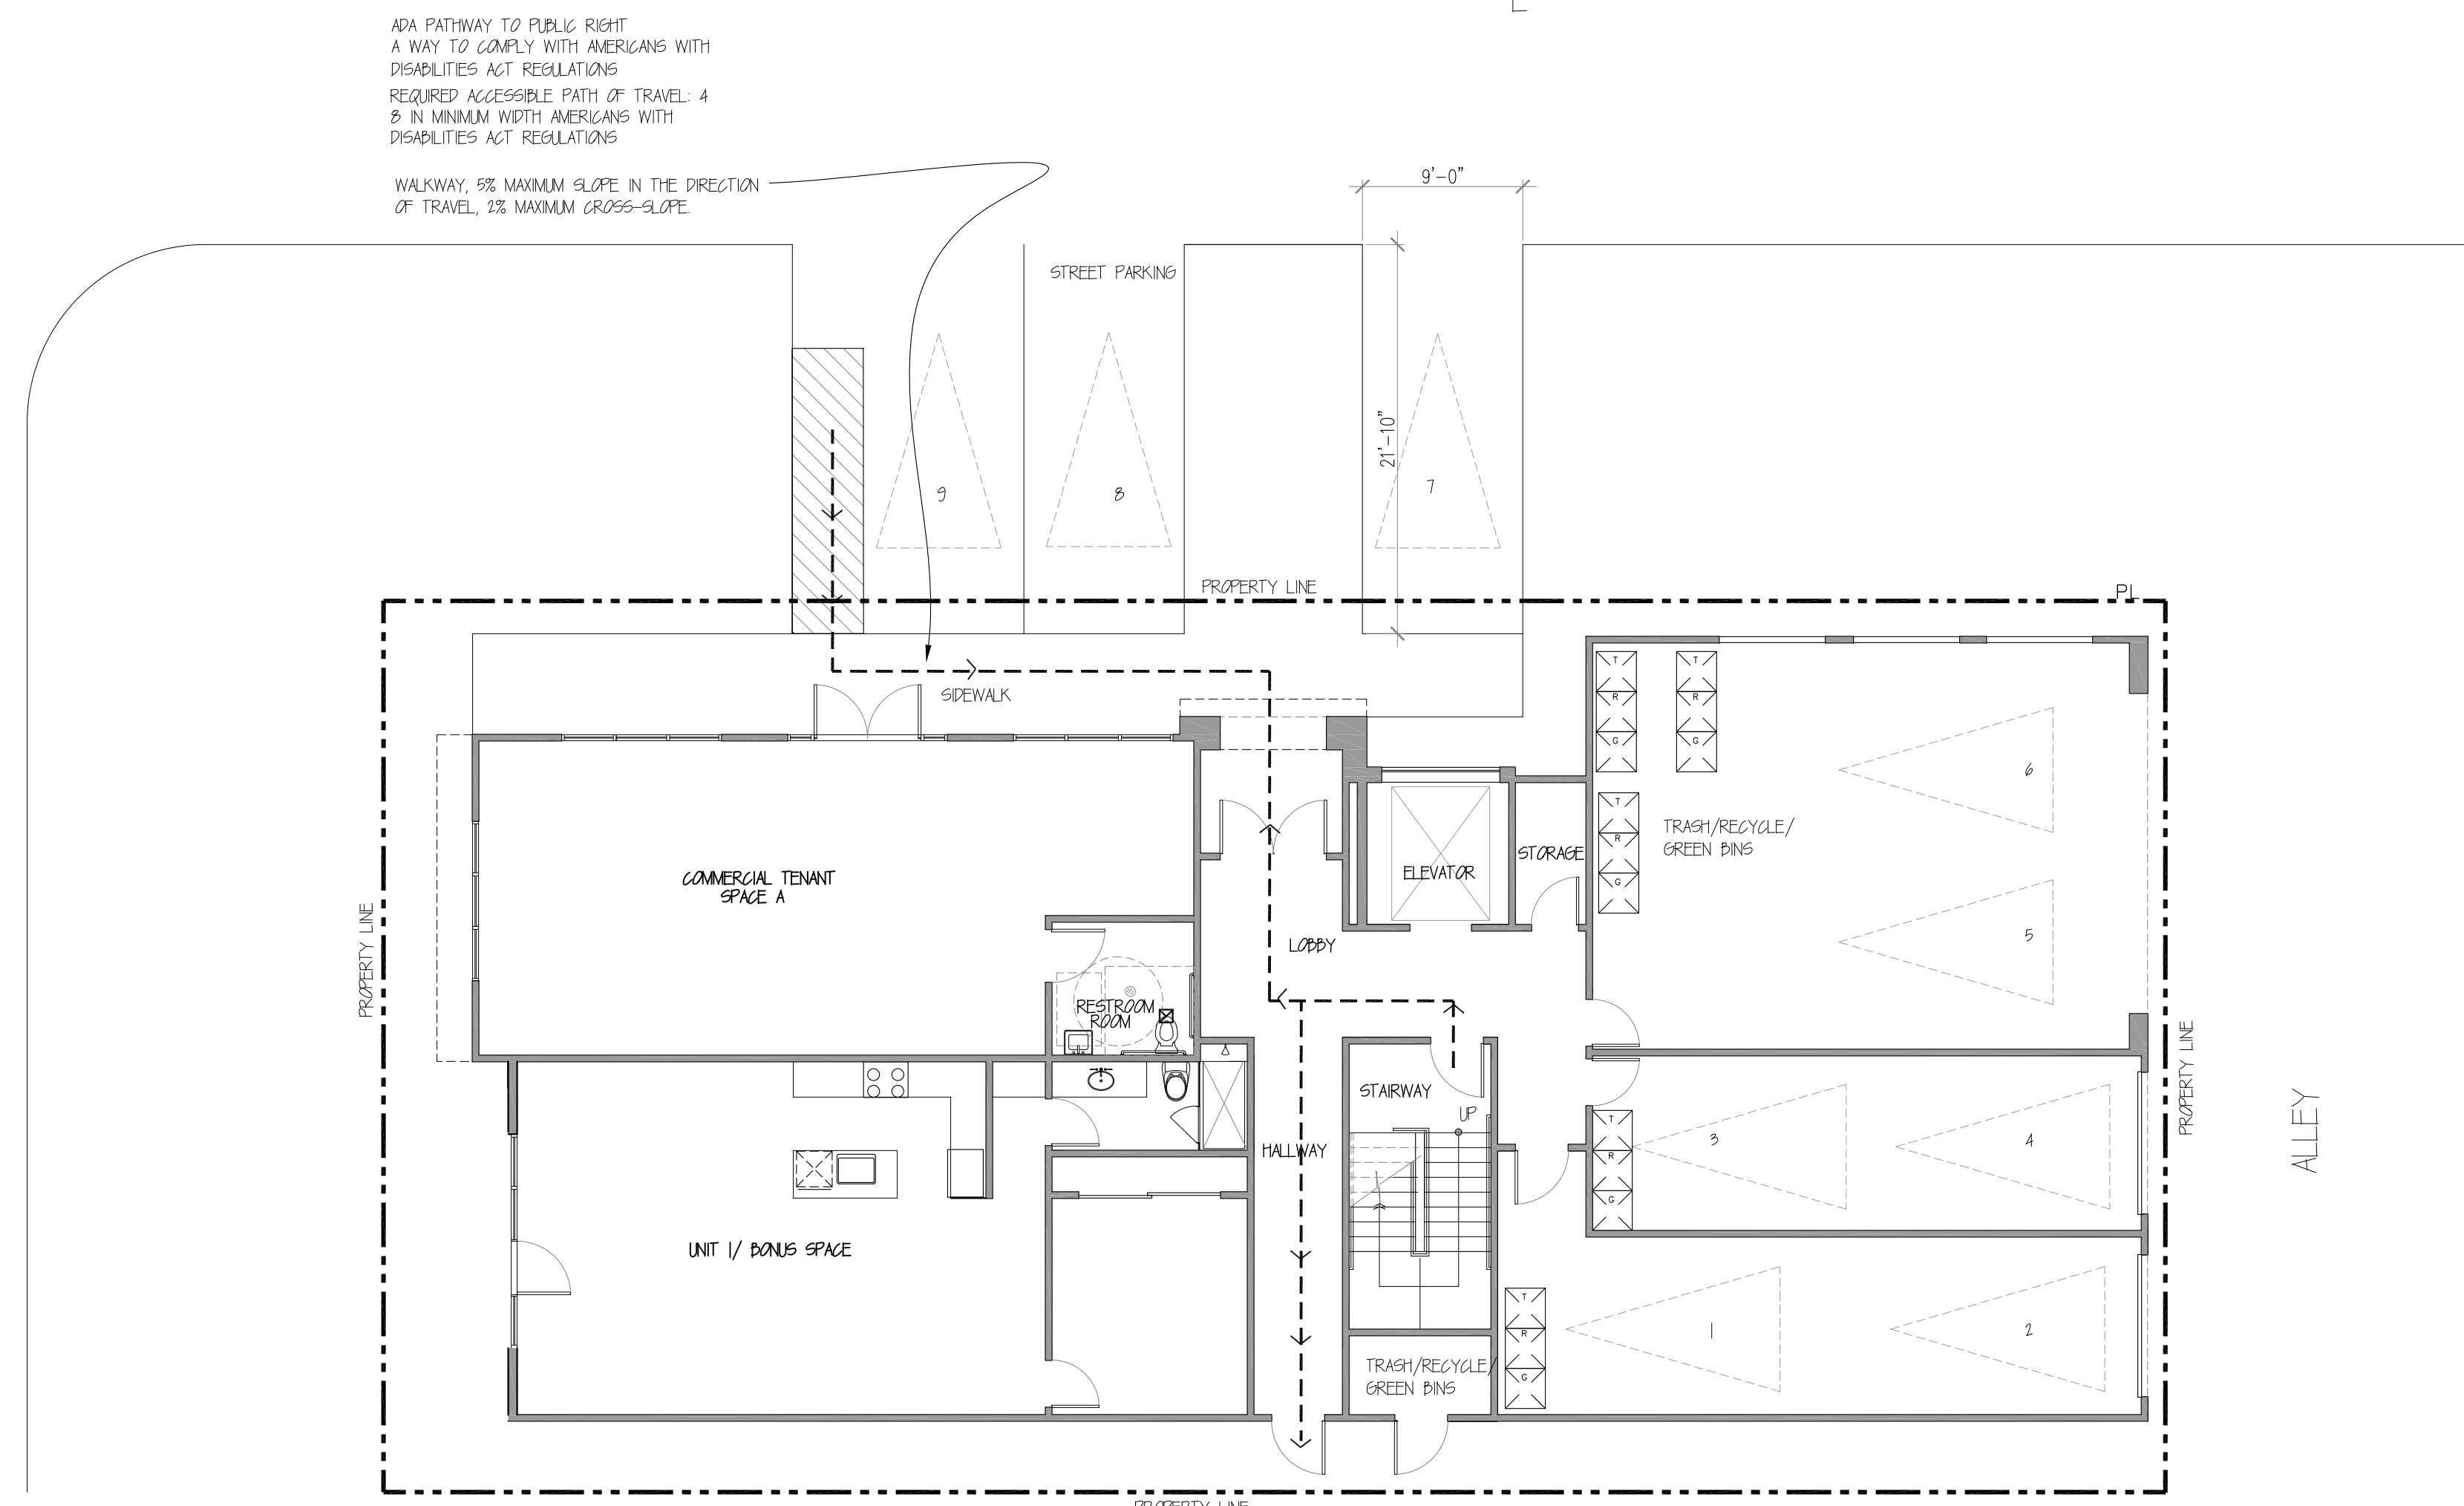 ADA PATHWAY TO PUBLIC RIGHT
A WAY TO COMPLY WITH AMERICANS WITH
DISABILITIES ACT REGULATIONS
REQUIRED ACCESSIBLE PATH OF TRAVEL: 4
8 IN MINIMUM WIDTH AMERICANS WITH
DISABILITIES ACT REGULATIONS
WALKWAY, 5% MAXIMUM SLOPE IN THE DIRECTION
OF TRAVEL, 2% MAXIMUM CROSS-SLOPE.
9'-0"
STREET PARKING
21'-10"
9
8
7
PROPERTY LINE
PL
SIDEWALK
T
R
G
T
R
G
6
TRASH/RECYCLE/
GREEN BINS
T
R
G
5
COMMERCIAL TENANT
SPACE A
ELEVATOR
STORAGE
LOBBY
PROPERTY LINE
RESTROOM
ROOM
STAIRWAY
UP
HALLWAY
T
R
G
3
4
PROPERTY LINE
ALLEY
UNIT 1/ BONUS SPACE
T
R
G
1
2
TRASH/RECYCLE/
GREEN BINS
PROPERTY LINE